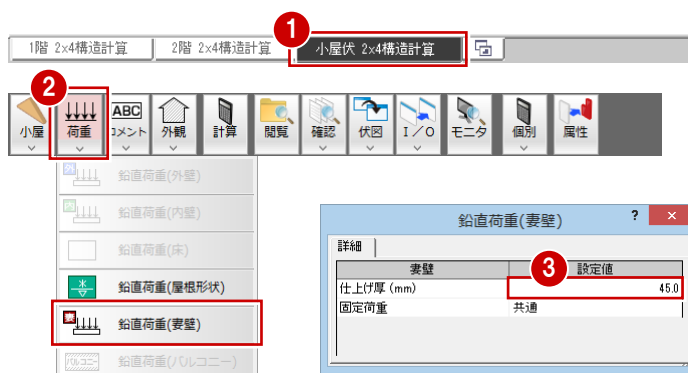 1
1階 2×4構造計算
2階 2×4構造計算
小屋伏 2×4構造計算
2
小屋
荷重
ABC
コメント
外観
計算
閲覧
確認
伏図
I/O
モニタ
個別
属性
鉛直荷重(外壁)
鉛直荷重(内壁)
鉛直荷重(床)
鉛直荷重(屋根形状)
鉛直荷重(妻壁)
バルコニー 鉛直荷重(バルコニー)
鉛直荷重(妻壁) ? ×
詳細
妻壁 3 設定値
仕上げ厚 (mm) 45.0
固定荷重 共通